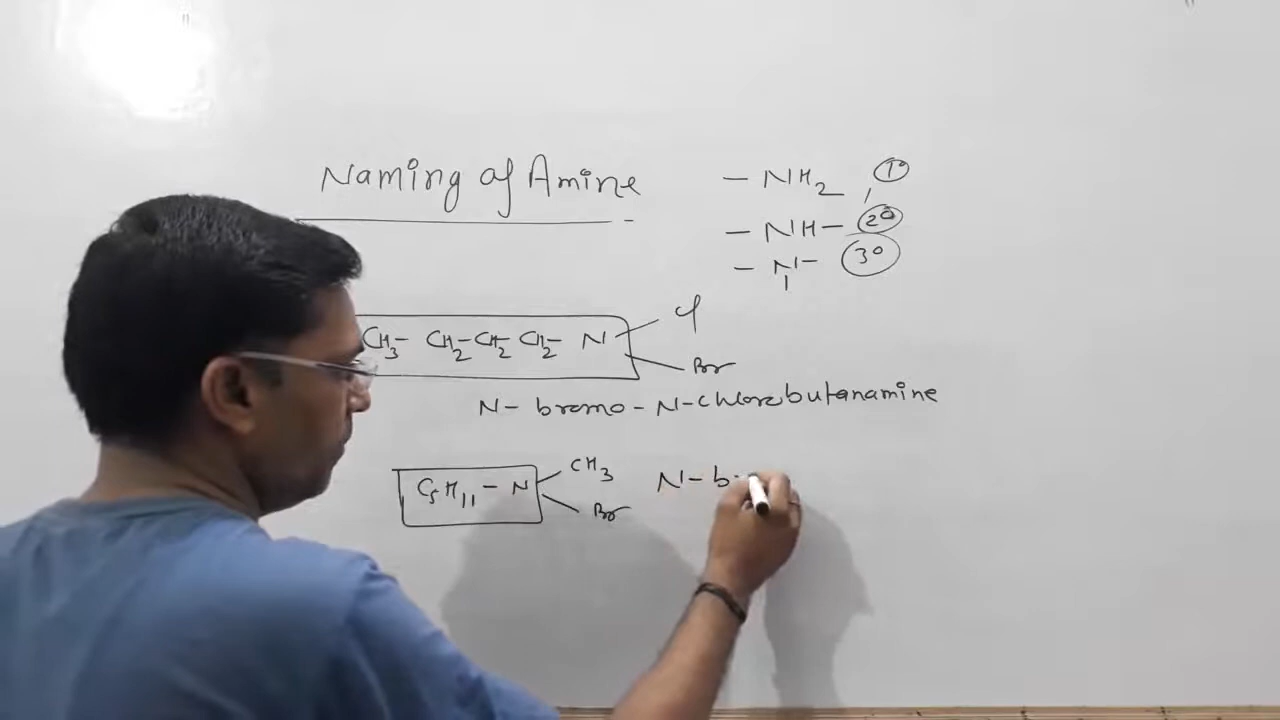 Naming of Amine
- NH2 1°
- NH- 2°
- N- 3°
CH3- CH2-CH2-CH2- N Cl Br
N- bromo - N-chlorobutanamine
C5H11 - N CH3 Br N- b